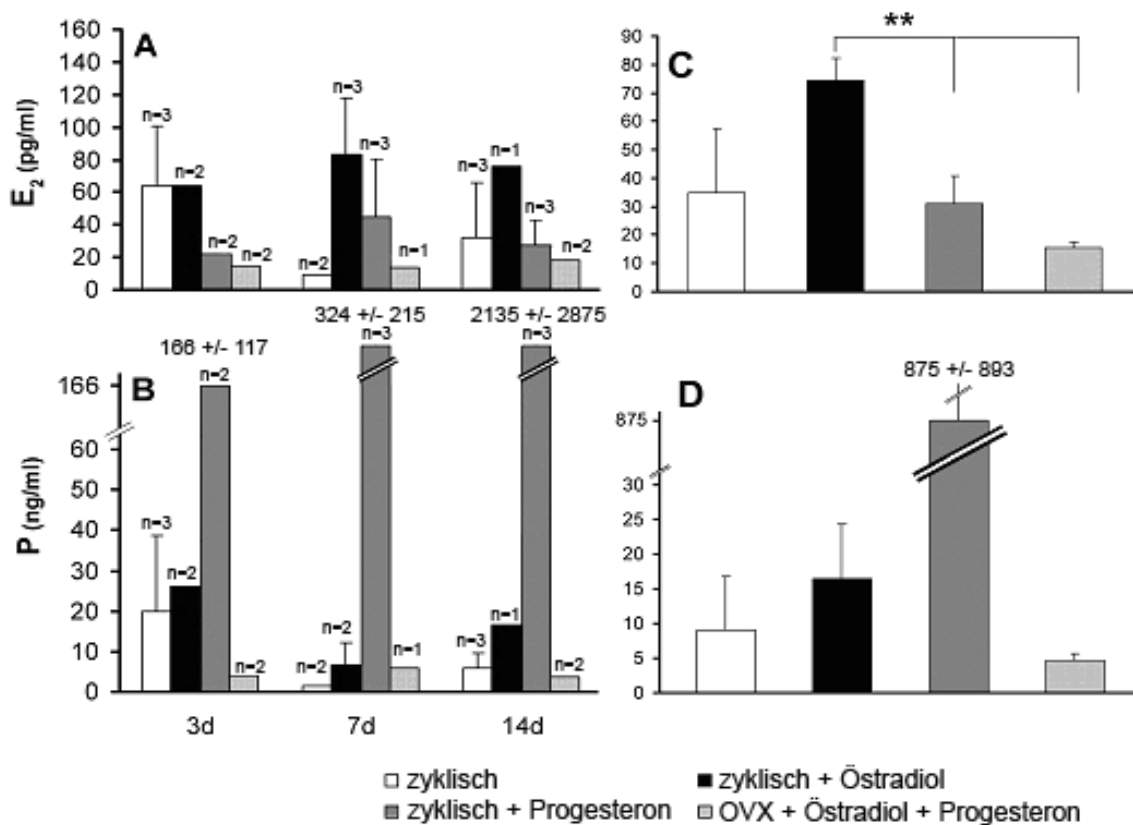 A
E2 (pg/ml)
160
140
120
100
80
60
40
20
0
n=3
n=2
n=2
n=2
n=2
n=3
n=3
n=1
n=3
n=1
n=3
n=2
C
**
90
80
70
60
50
40
30
20
10
0
B
P (ng/ml)
166
60
50
40
30
20
10
0
166 +/- 117
324 +/- 215
2135 +/- 2875
n=3
n=2
n=2
n=2
n=2
n=2
n=3
n=1
n=3
n=1
n=3
n=2
3d
7d
14d
D
875 +/- 893
875
30
25
20
15
10
5
0
zyklisch
zyklisch + Östradiol
zyklisch + Progesteron
OVX + Östradiol + Progesteron